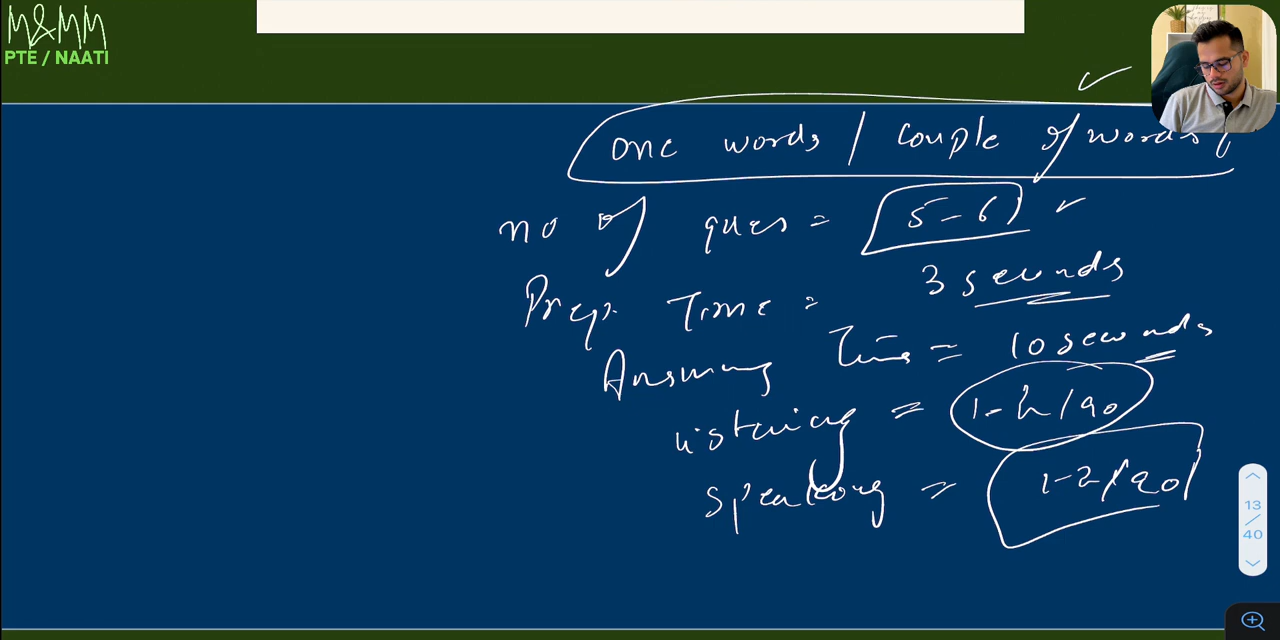 M&MM
PTE / NAATI
one words / couple of words
no of ques = 5-6
Prep. Time = 3 seconds
Answering Time = 10 seconds
listening = 1-2/90
speaking = 1-2/90
13
/
40